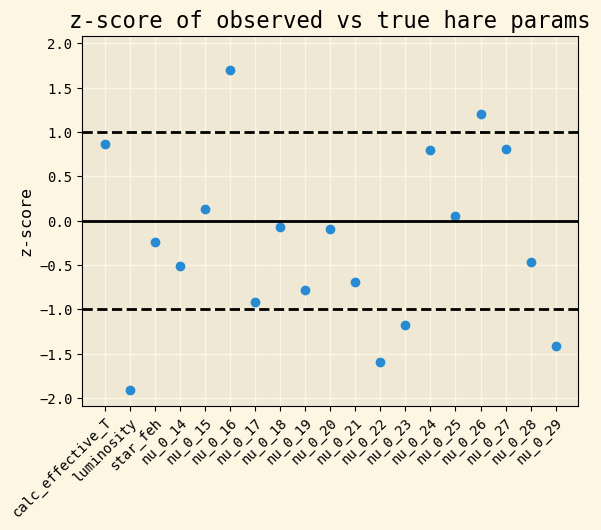 z-score of observed vs true hare params
z-score
2.0
1.5
1.0
0.5
0.0
−0.5
−1.0
−1.5
−2.0
calc_effective_T
luminosity
star_feh
nu_0_14
nu_0_15
nu_0_16
nu_0_17
nu_0_18
nu_0_19
nu_0_20
nu_0_21
nu_0_22
nu_0_23
nu_0_24
nu_0_25
nu_0_26
nu_0_27
nu_0_28
nu_0_29